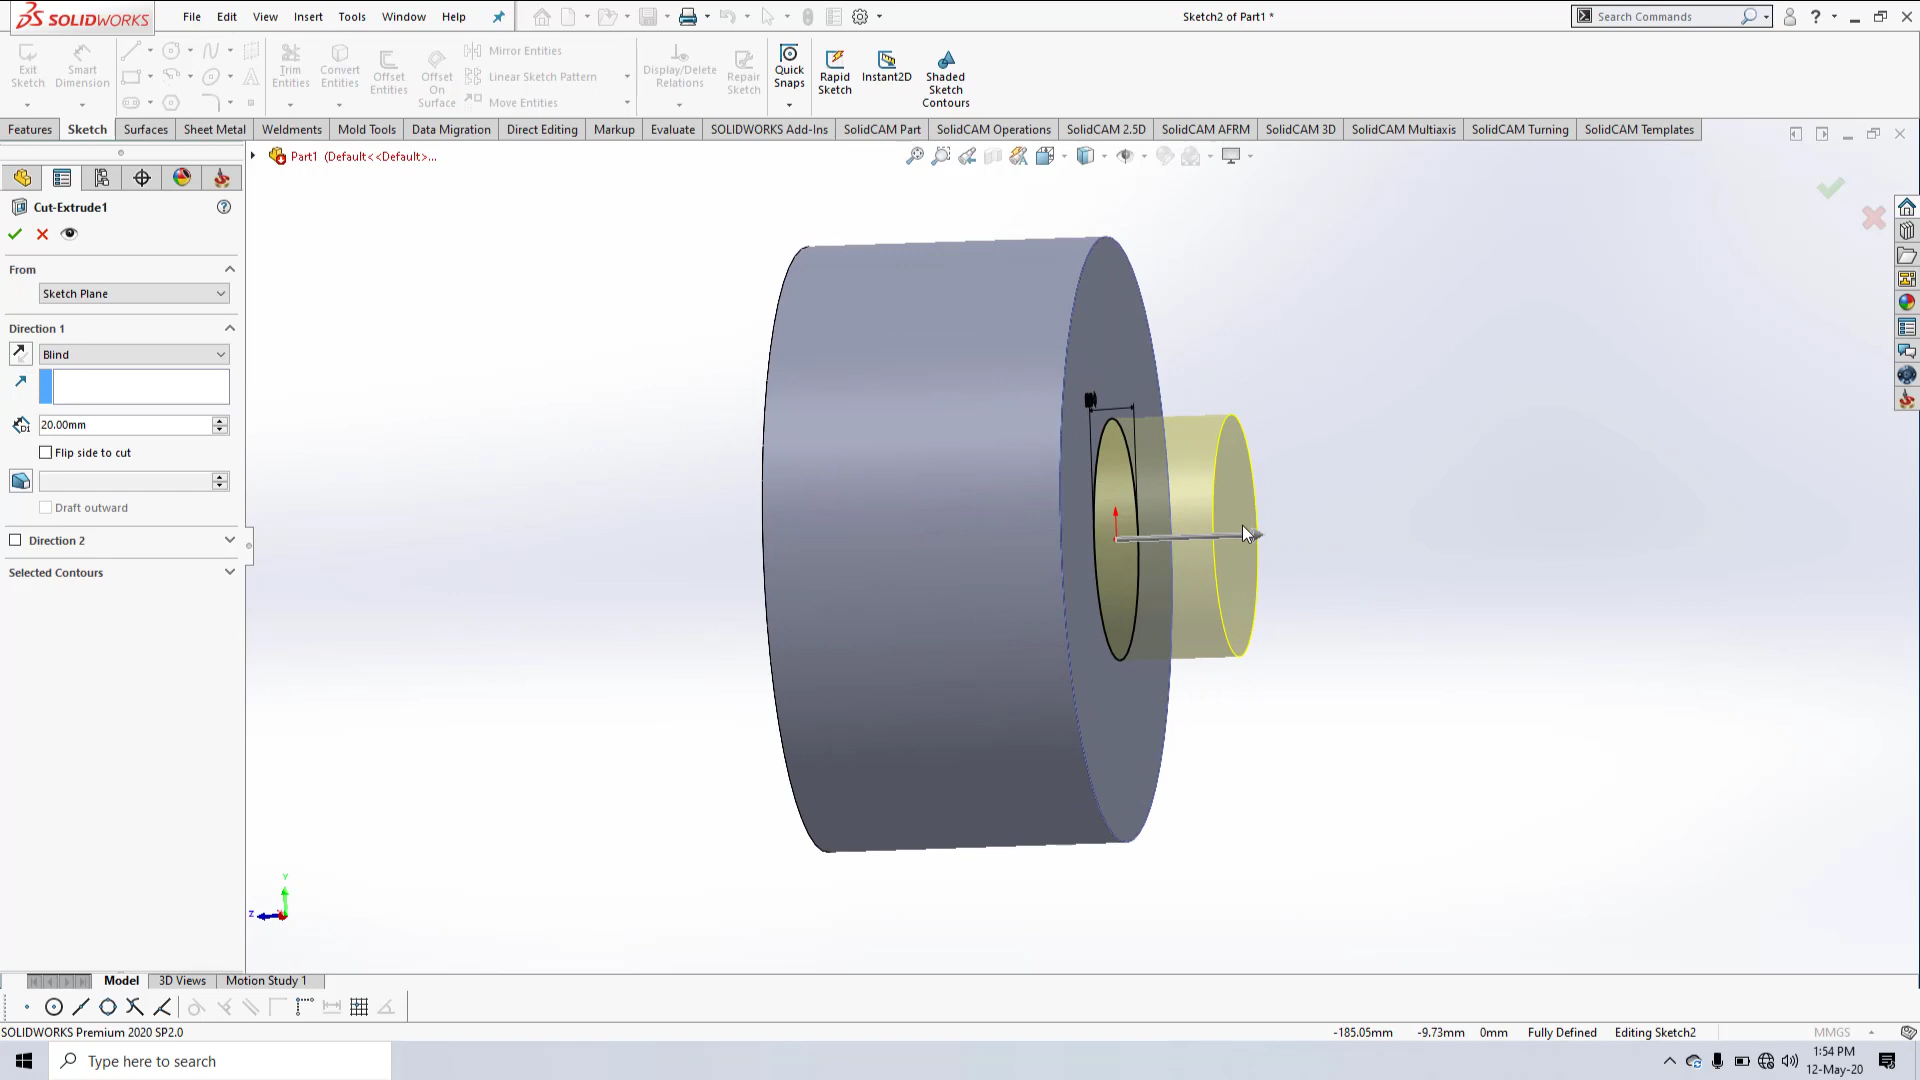 SOLIDWORKS File Edit View Insert Tools Window Help Sketch2 of Part1 * Search Commands
Exit Sketch
Smart Dimension
Trim Entities
Convert Entities
Offset Entities
Offset On Surface
Mirror Entities
Linear Sketch Pattern
Move Entities
Display/Delete Relations
Repair Sketch
Quick Snaps
Rapid Sketch
Instant2D
Shaded Sketch Contours
Features Sketch Surfaces Sheet Metal Weldments Mold Tools Data Migration Direct Editing Markup Evaluate SOLIDWORKS Add-Ins SolidCAM Part SolidCAM Operations SolidCAM 2.5D SolidCAM AFRM SolidCAM 3D SolidCAM Multiaxis SolidCAM Turning SolidCAM Templates
Part1 (Default<<Default>...
Cut-Extrude1
From
Sketch Plane
Direction 1
Blind
20.00mm
Flip side to cut
Draft outward
Direction 2
Selected Contours
Y
Z
Model 3D Views Motion Study 1
SOLIDWORKS Premium 2020 SP2.0 -185.05mm -9.73mm 0mm Fully Defined Editing Sketch2 MMGS
Type here to search
1:54 PM
12-May-20